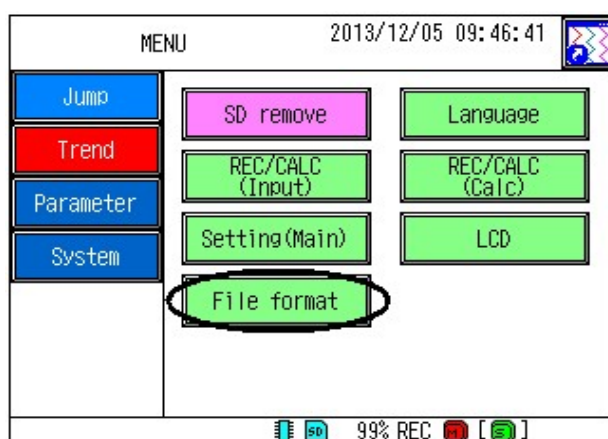 MENU
2013/12/05 09:46:41
Jump
Trend
Parameter
System
SD remove
Language
REC/CALC
(Input)
REC/CALC
(Calc)
Setting(Main)
LCD
File format
SD 99% REC M [S]